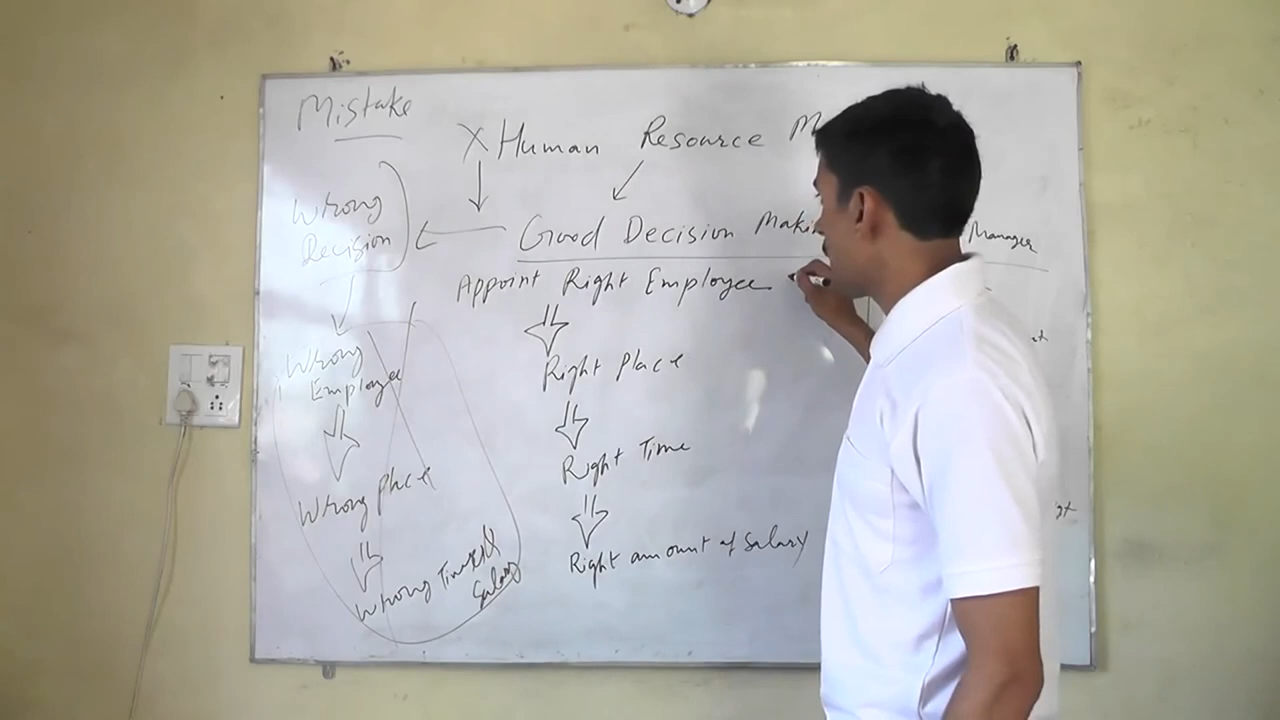 Mistake
X Human Resource M
Wrong
Decision
Good Decision Maki
Manager
Appoint Right Employee
Right Place
Right Time
Right amount of Salary
Wrong
Employee
Wrong place
Wrong Time
Salary